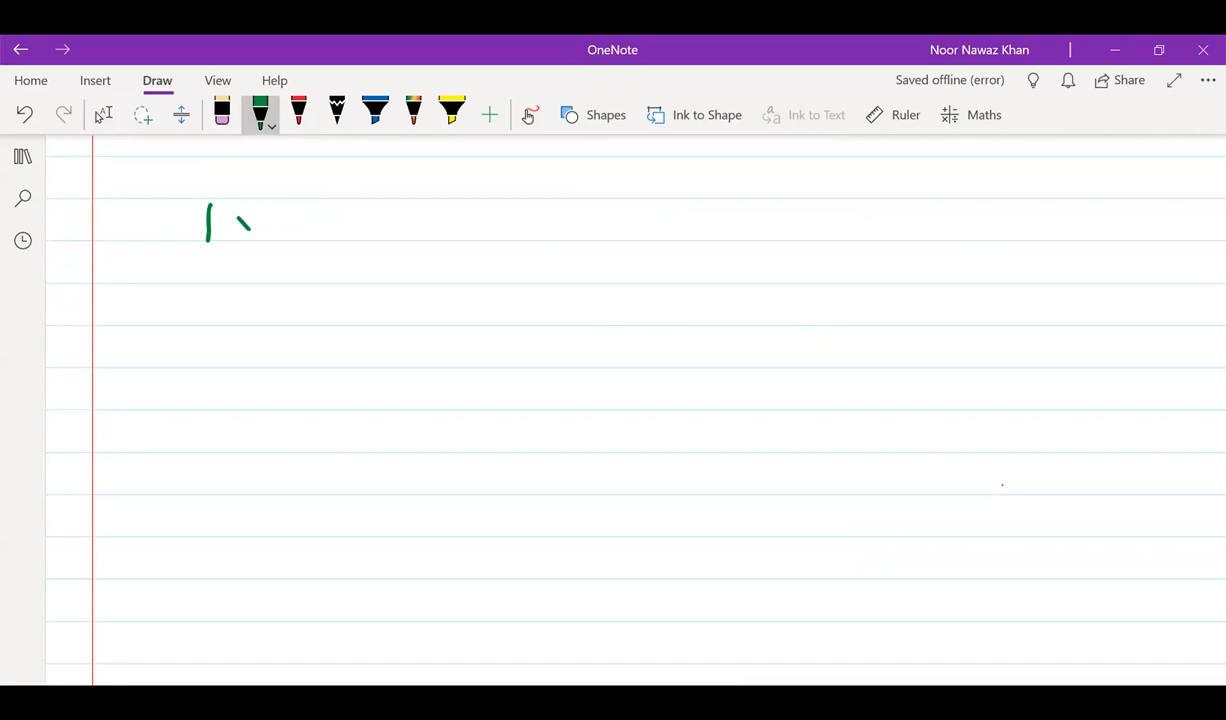 OneNote
Noor Nawaz Khan
Home Insert Draw View Help
Saved offline (error) Share
Shapes Ink to Shape Ink to Text Ruler Maths